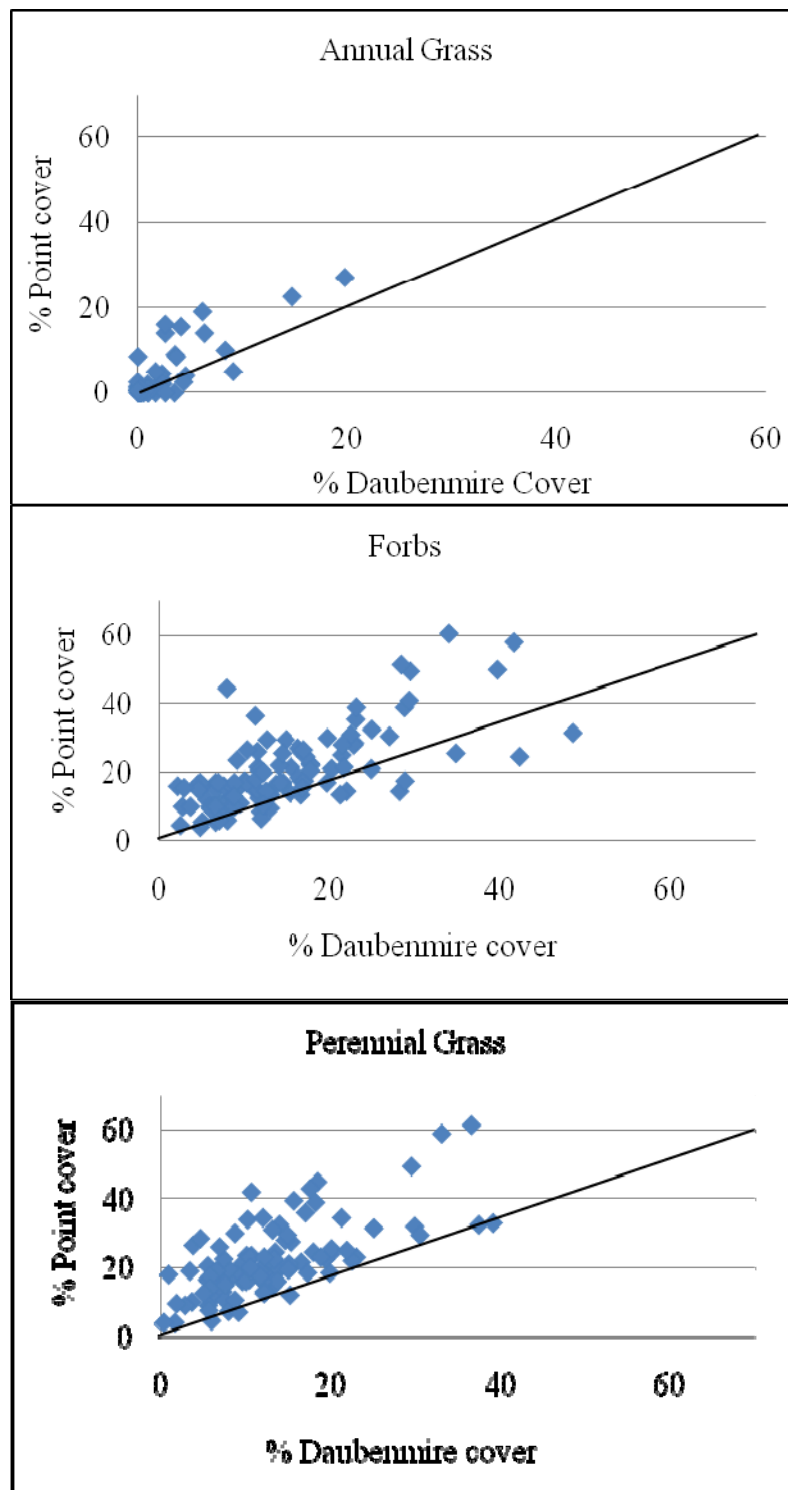 Annual Grass
60
40
20
0
% Point cover
0 20 40 60
% Daubenmire Cover
Forbs
60
40
20
0
% Point cover
0 20 40 60
% Daubenmire cover
Perennial Grass
60
40
20
0
% Point cover
0 20 40 60
% Daubenmire cover